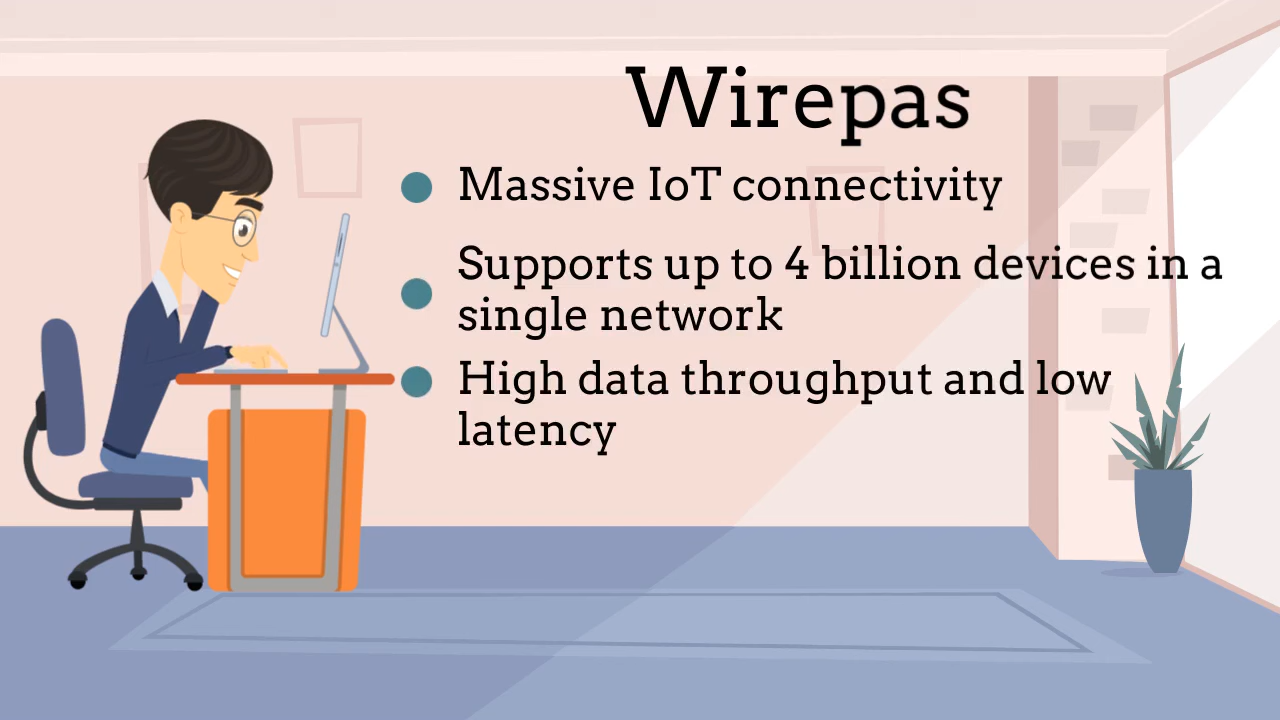 Wirepas
Massive IoT connectivity
Supports up to 4 billion devices in a
single network
High data throughput and low
latency